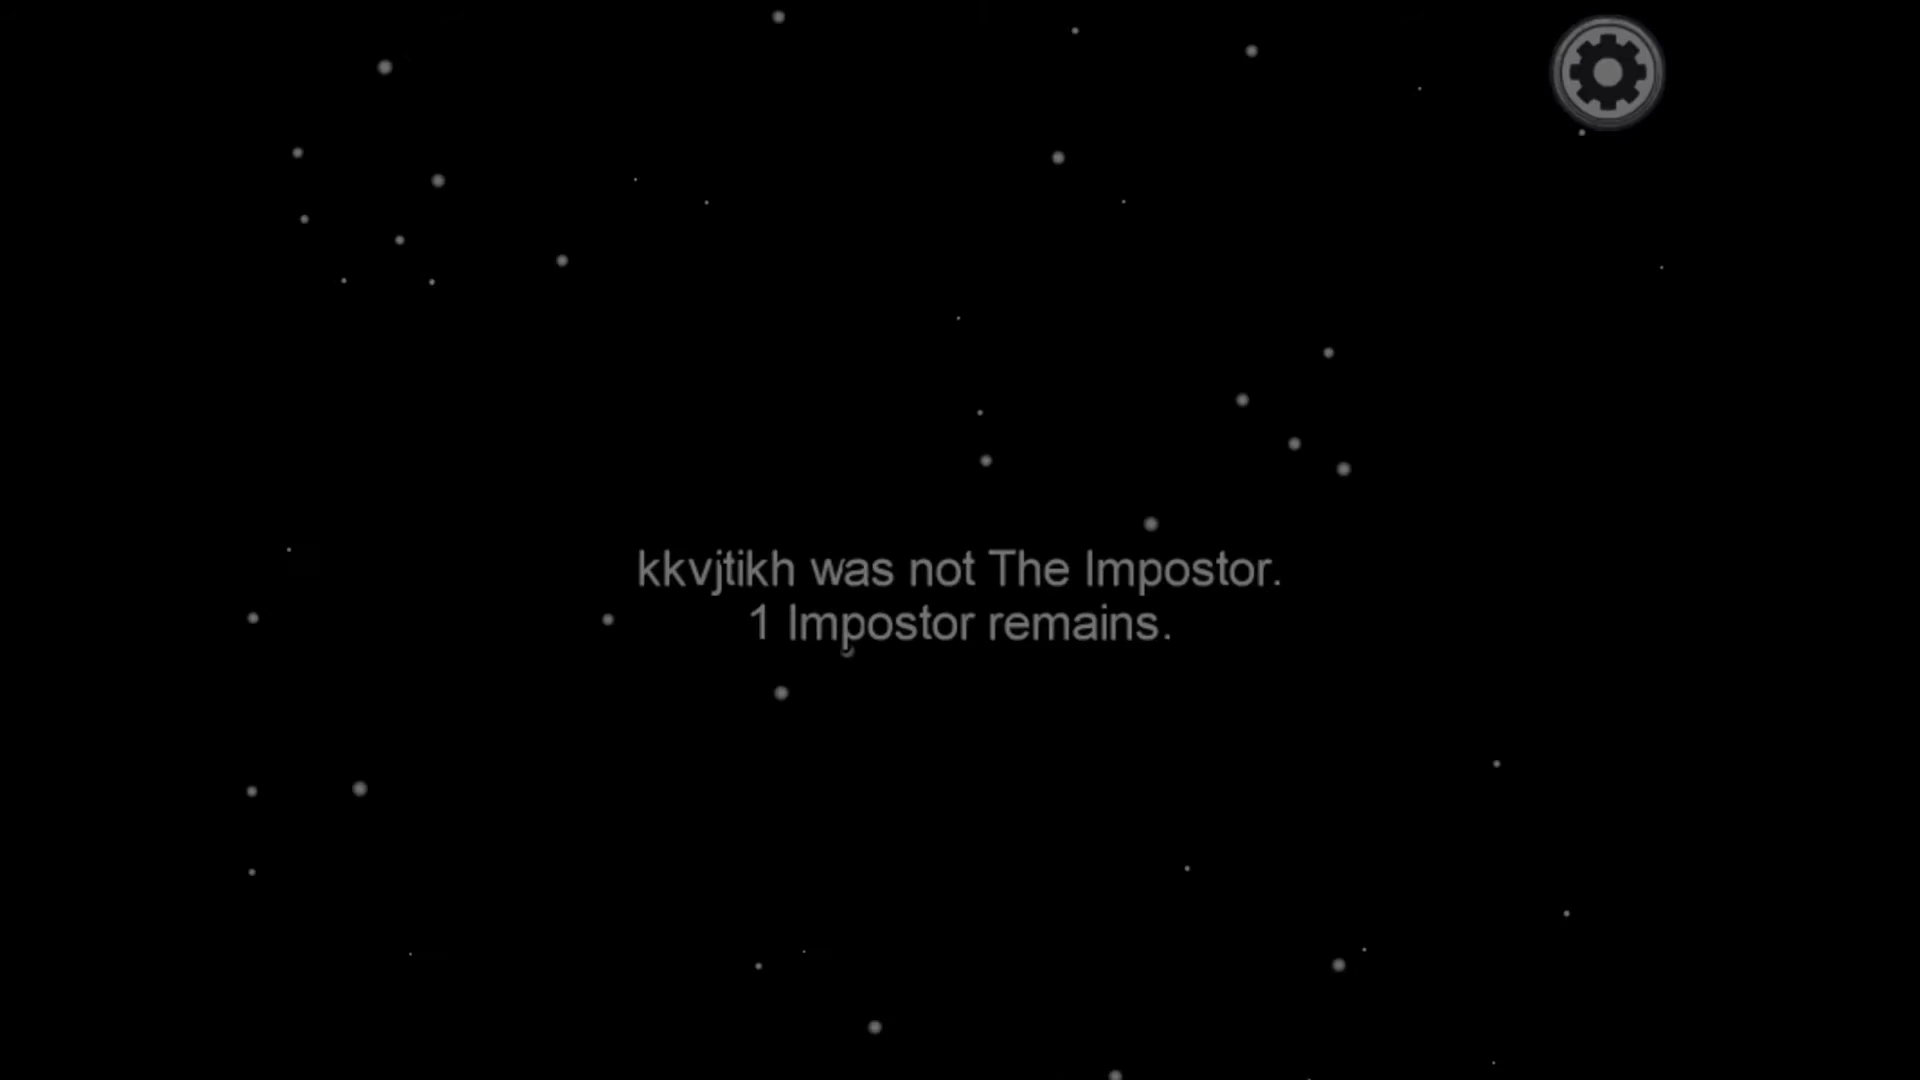 kkvjtikh was not The Impostor.
1 Impostor remains.